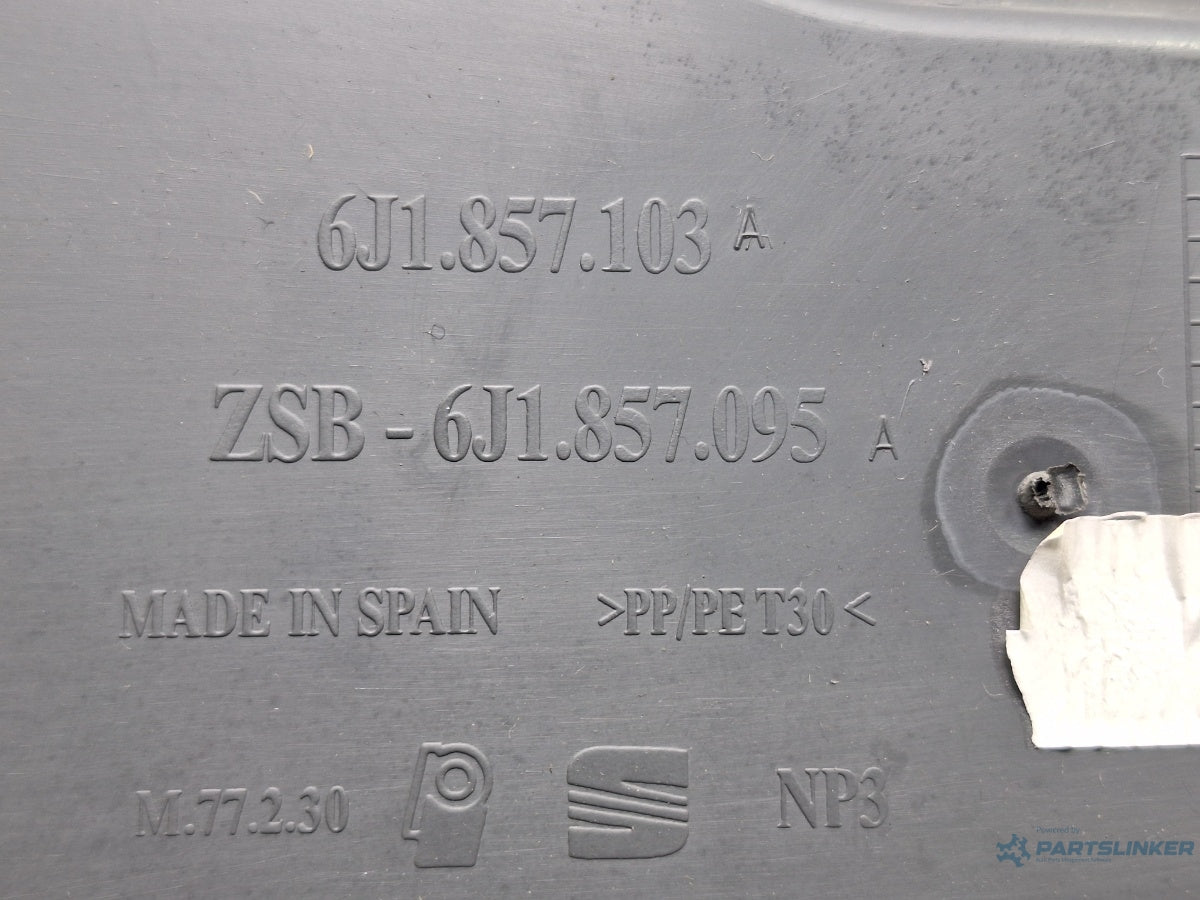 6J1.857.103 A
ZSB - 6J1.857.095 A
MADE IN SPAIN >PP/PE T30<
M.77.2.30 NP3
Powered by
PARTSLINKER